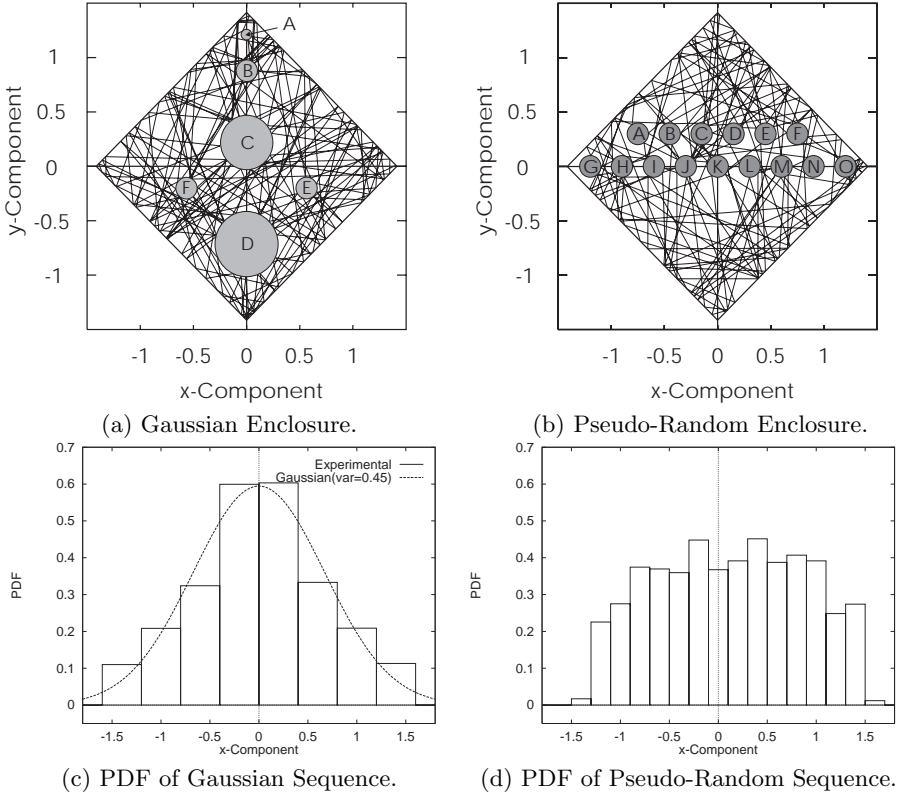 1
0.5
0
-0.5
-1
y-Component
A
B
C
F
E
D
-1 -0.5 0 0.5 1
x-Component
(a) Gaussian Enclosure.
1
0.5
0
-0.5
-1
y-Component
A B C D E F
G H I J K L M N O
-1 -0.5 0 0.5 1
x-Component
(b) Pseudo-Random Enclosure.
0.7
0.6
0.5
0.4
0.3
0.2
0.1
0
PDF
Experimental
Gaussian(var=0.45)
-1.5 -1 -0.5 0 0.5 1 1.5
x-Component
(c) PDF of Gaussian Sequence.
0.7
0.6
0.5
0.4
0.3
0.2
0.1
0
PDF
-1.5 -1 -0.5 0 0.5 1 1.5
x-Component
(d) PDF of Pseudo-Random Sequence.